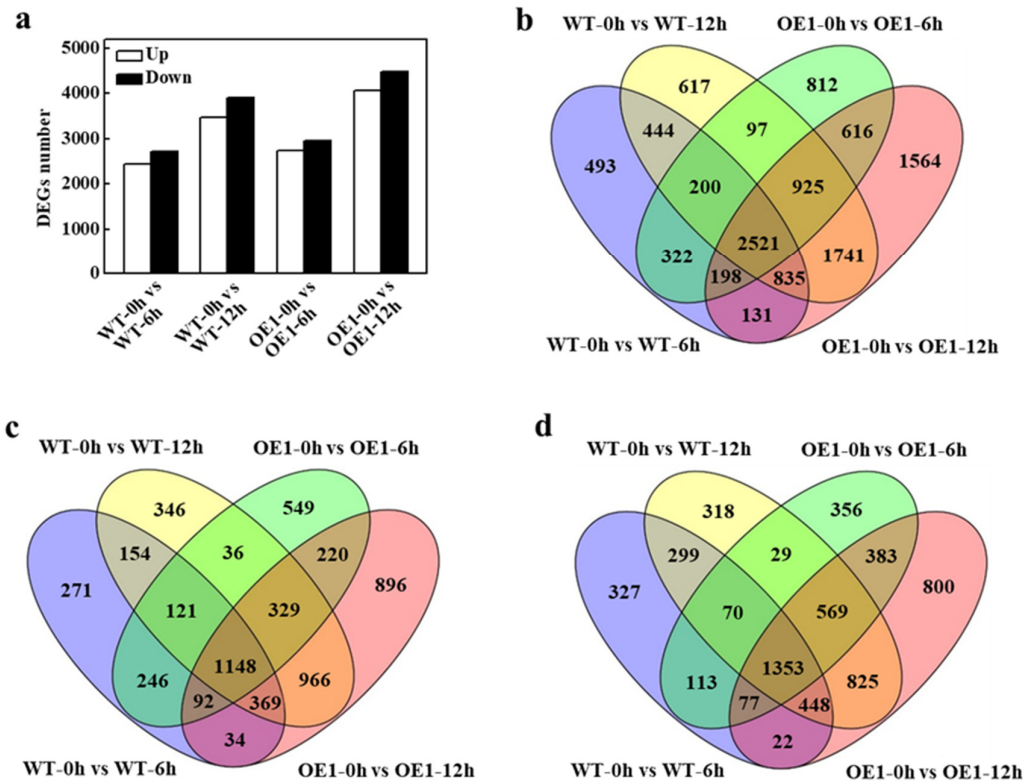 a
5000
4000
3000
2000
1000
0
DEGs number
Up
Down
WT-0h vs
WT-6h
WT-0h vs
WT-12h
OE1-0h vs
OE1-6h
OE1-0h vs
OE1-12h
b
WT-0h vs WT-12h
OE1-0h vs OE1-6h
617
812
444
97
616
493
1564
200
925
2521
322
1741
198
835
131
WT-0h vs WT-6h
OE1-0h vs OE1-12h
c
WT-0h vs WT-12h
OE1-0h vs OE1-6h
346
549
154
36
220
271
896
121
329
1148
246
966
92
369
34
WT-0h vs WT-6h
OE1-0h vs OE1-12h
d
WT-0h vs WT-12h
OE1-0h vs OE1-6h
318
356
299
29
383
327
800
70
569
1353
113
825
77
448
22
WT-0h vs WT-6h
OE1-0h vs OE1-12h